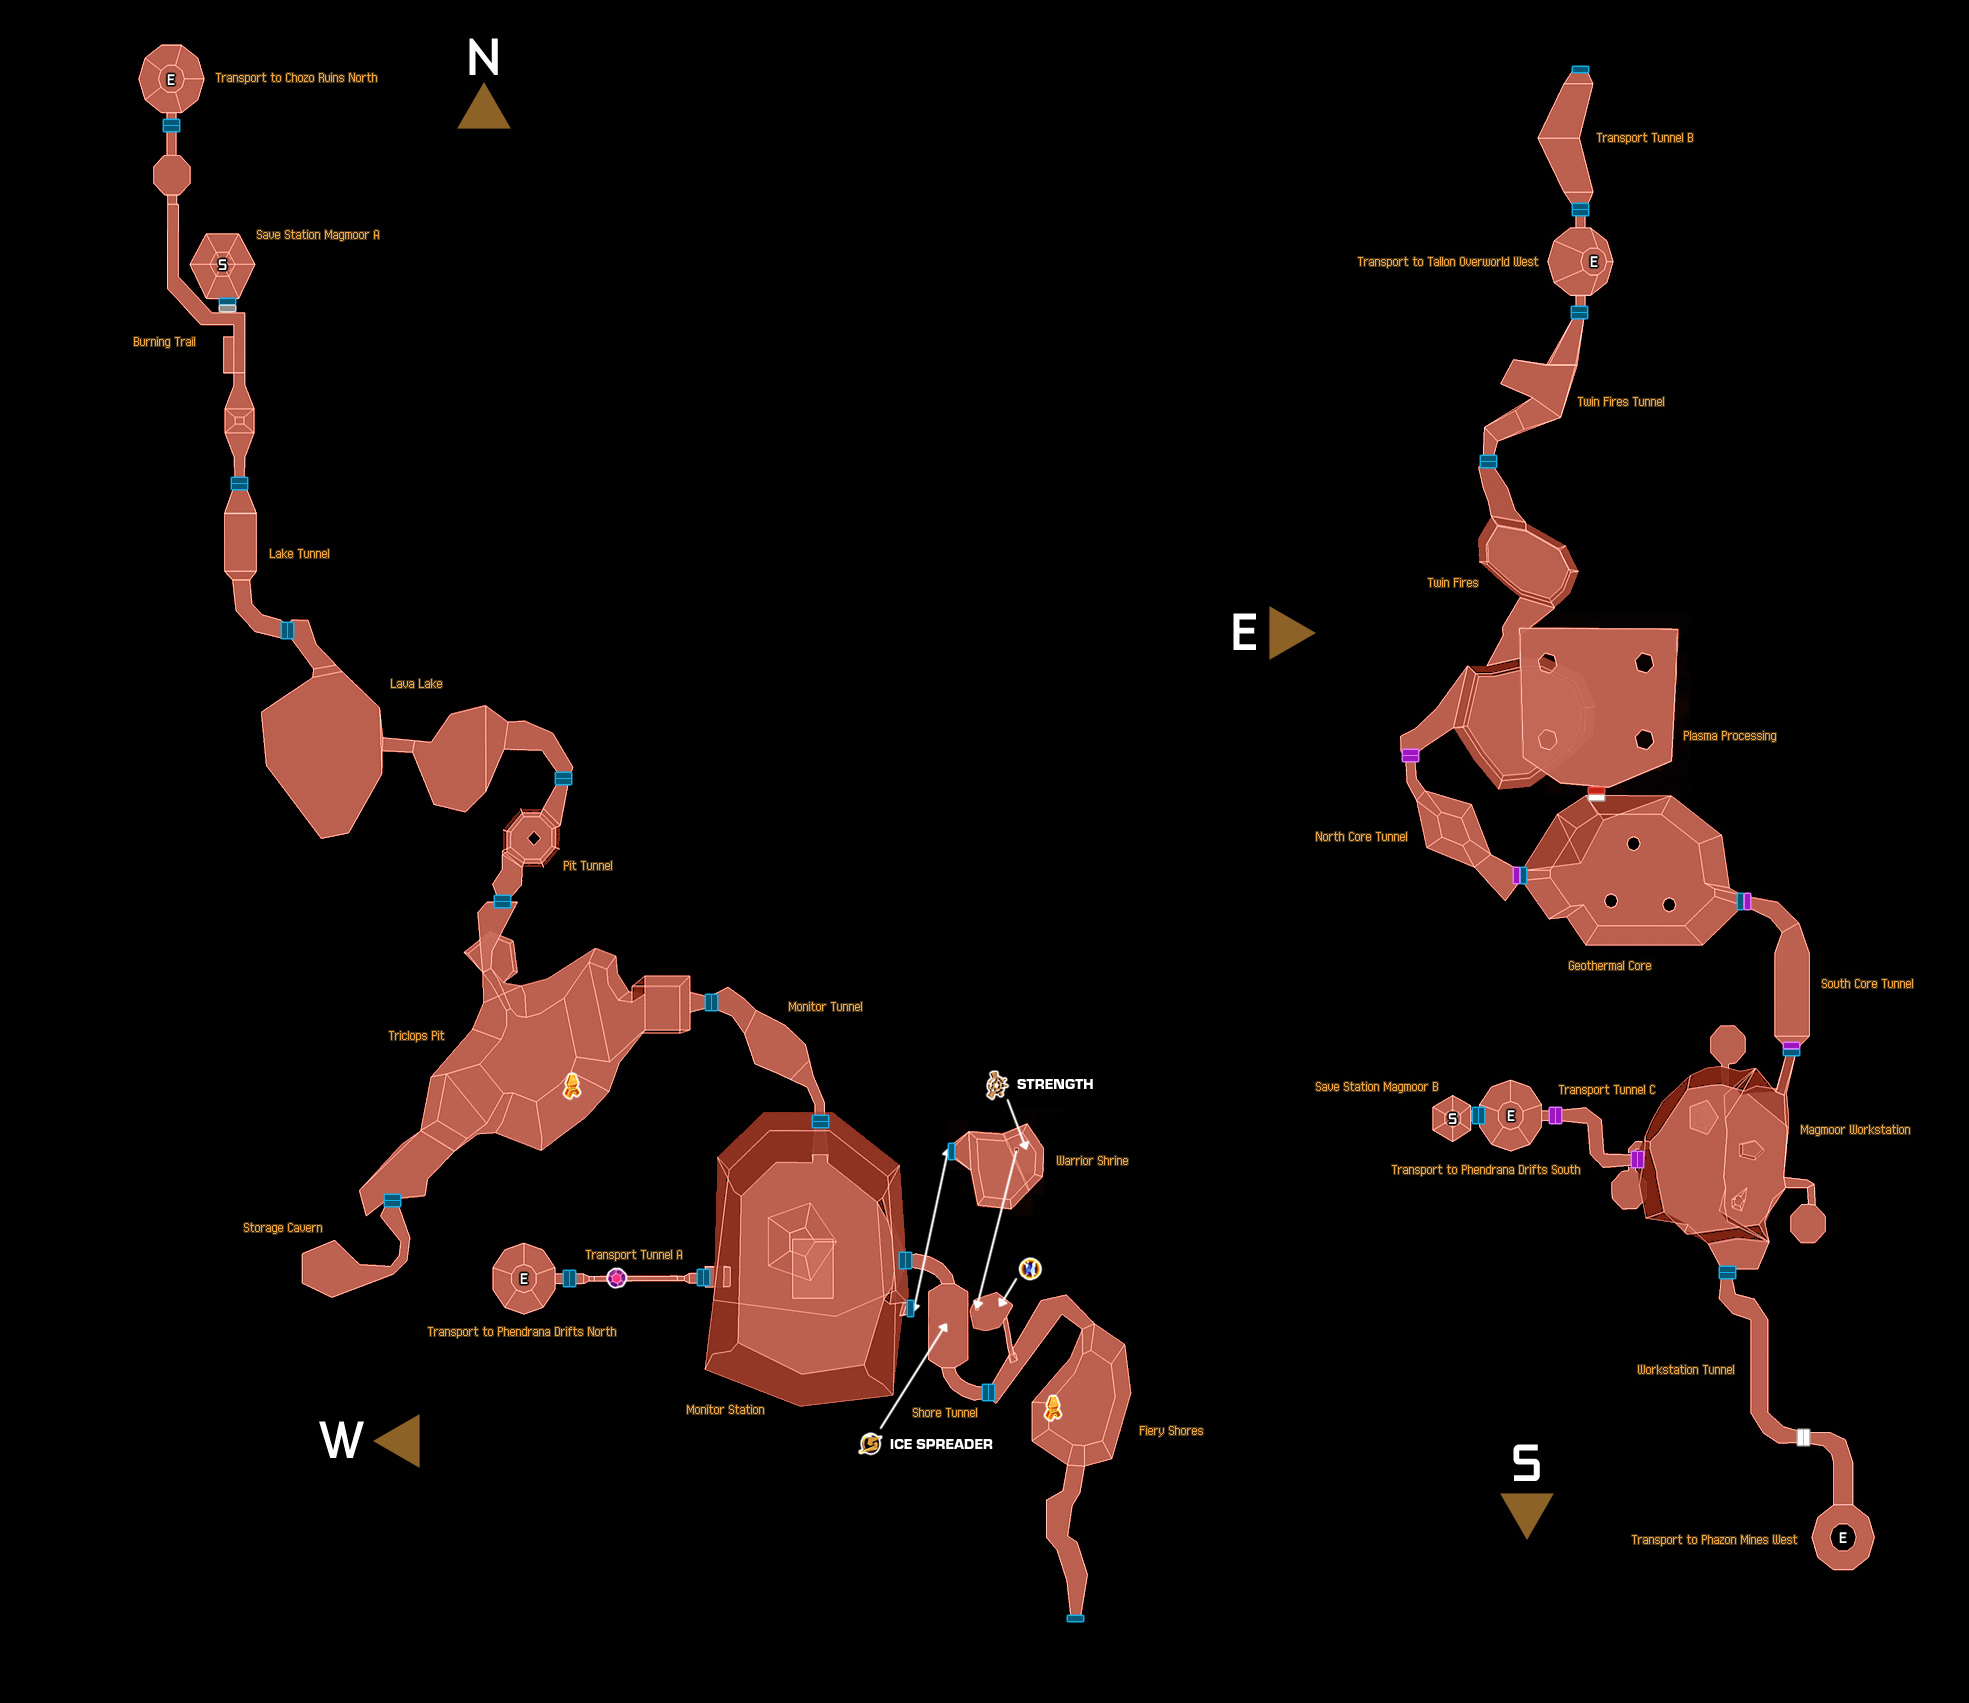 N
E
Transport to Chozo Ruins North
Save Station Magmoor A
S
Burning Trail
Lake Tunnel
Lava Lake
Pit Tunnel
Triclops Pit
Monitor Tunnel
Storage Cavern
E
Transport Tunnel A
Transport to Phendrana Drifts North
Monitor Station
STRENGTH
Warrior Shrine
Shore Tunnel
ICE SPREADER
Fiery Shores
W
Transport Tunnel B
Transport to Tallon Overworld West
E
Twin Fires Tunnel
Twin Fires
E
Plasma Processing
North Core Tunnel
Geothermal Core
South Core Tunnel
Save Station Magmoor B
S
E
Transport Tunnel C
Magmoor Workstation
Transport to Phendrana Drifts South
Workstation Tunnel
S
Transport to Phazon Mines West
E